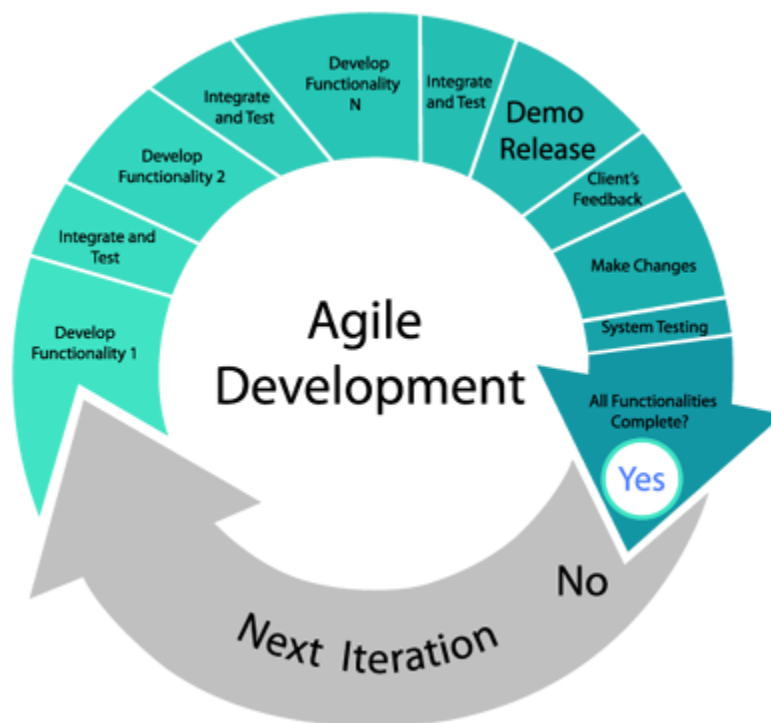 Develop
Functionality 1
Integrate and
Test
Develop
Functionality 2
Integrate
and Test
Develop
Functionality
N
Integrate
and Test
Demo
Release
Client's
Feedback
Make Changes
System Testing
All Functionalities
Complete?
Yes
No
Next Iteration
Agile
Development